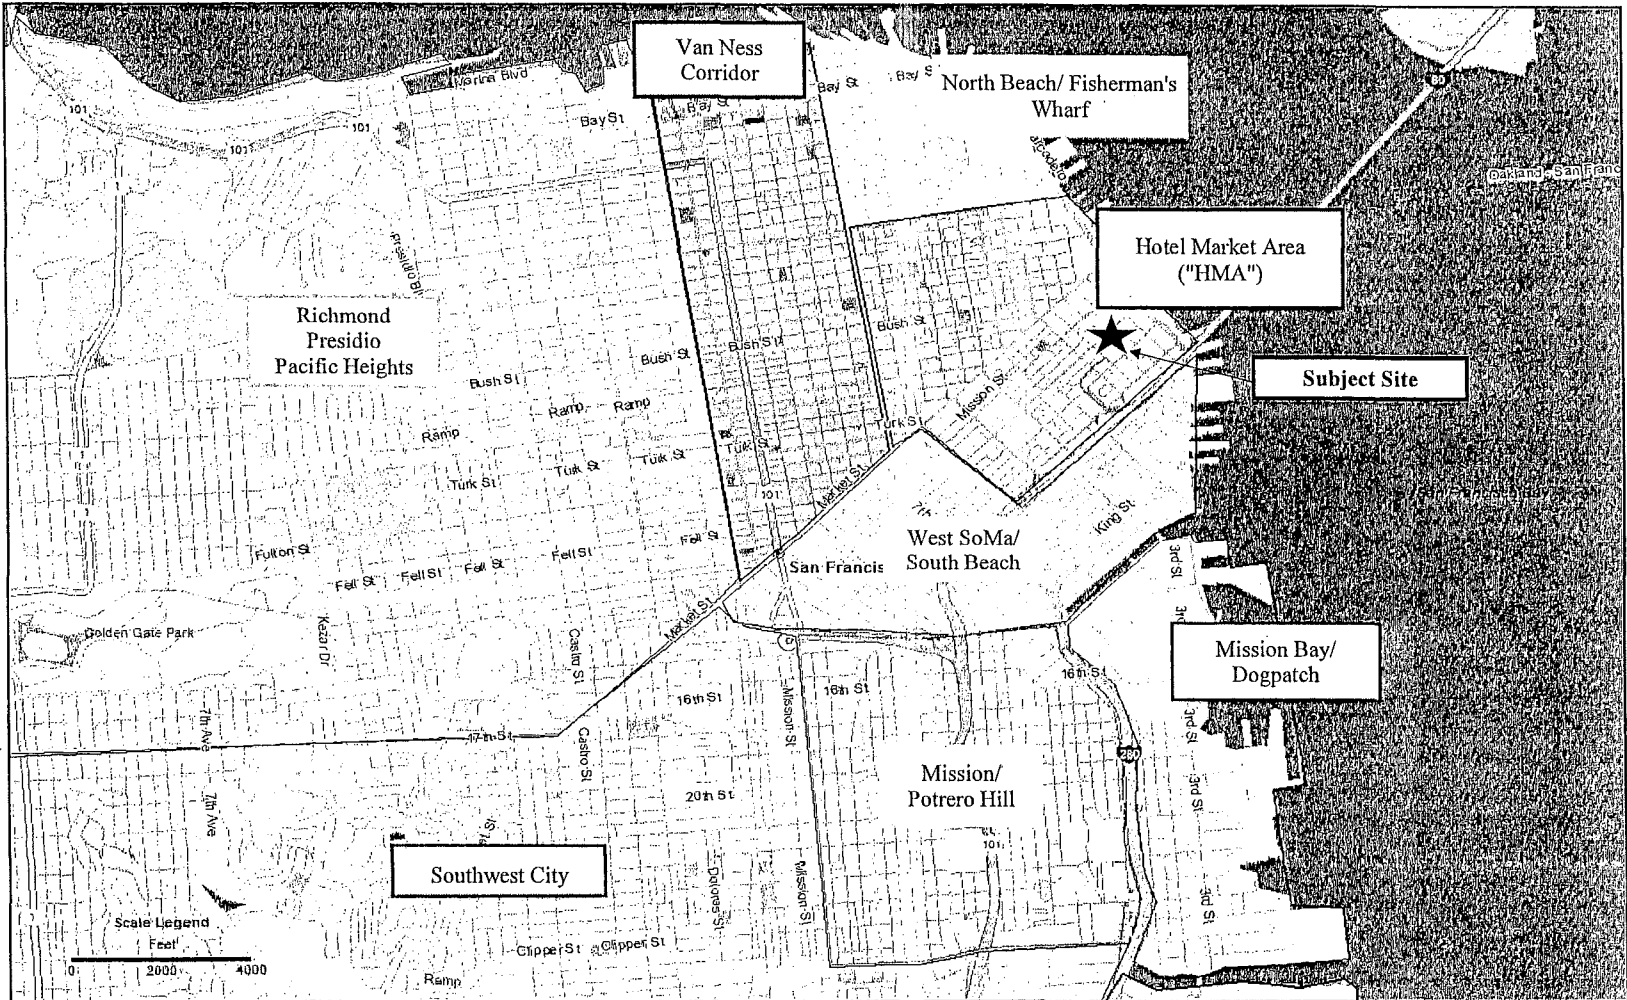 Van Ness
Corridor
North Beach/ Fisherman's
Wharf
Bay St
Bay St
Bay St
Bay S
Marina Blvd
101
101
101
80
Oakland - San Franc
Hotel Market Area
("HMA")
Richmond
Presidio
Pacific Heights
Presidio Bl
Bush St
Bush St
Bush St
Bush St
Subject Site
Ramp
Ramp
Ramp
Mission St
Turk St
Turk St
Turk St
Turk St
Turk St
101
Market St
King St
West SoMa/
South Beach
San Francis
Fulton St
Fell St
Fell St
Fell St
Fell St
Fell St
3rd St
Market St
Golden Gate Park
Kezar Dr
Castro St
Mission Bay/
Dogpatch
16th St
16th St
16th St
Mission St
7th Ave
17th St
Castro St
3rd St
280
Mission/
Potrero Hill
20th St
3rd St
7th Ave
101
Southwest City
Dolores St
Mission St
3rd St
Scale Legend
Feet
0 2000 4000
Clipper St
Clipper St
Ramp